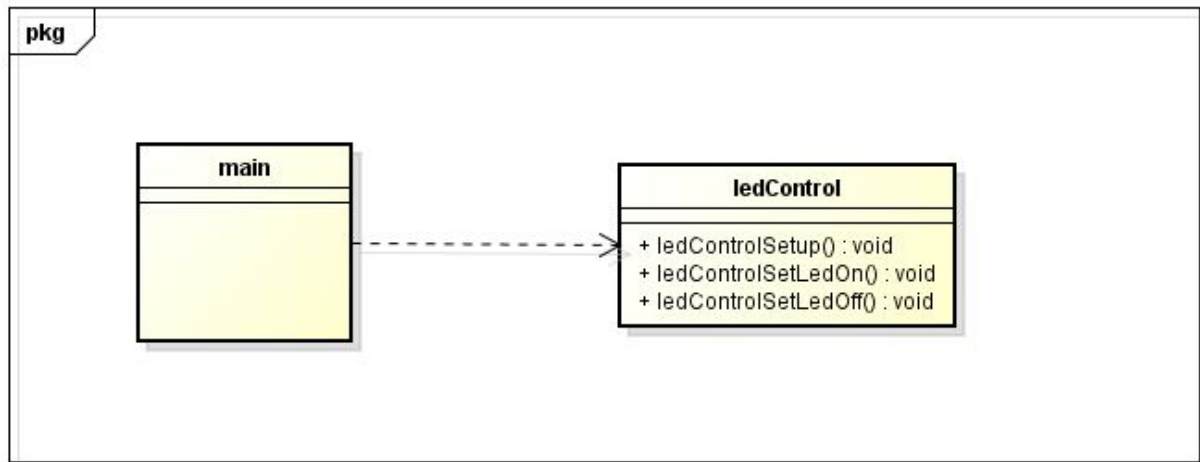 pkg
main
ledControl
+ ledControlSetup() : void
+ ledControlSetLedOn() : void
+ ledControlSetLedOff() : void